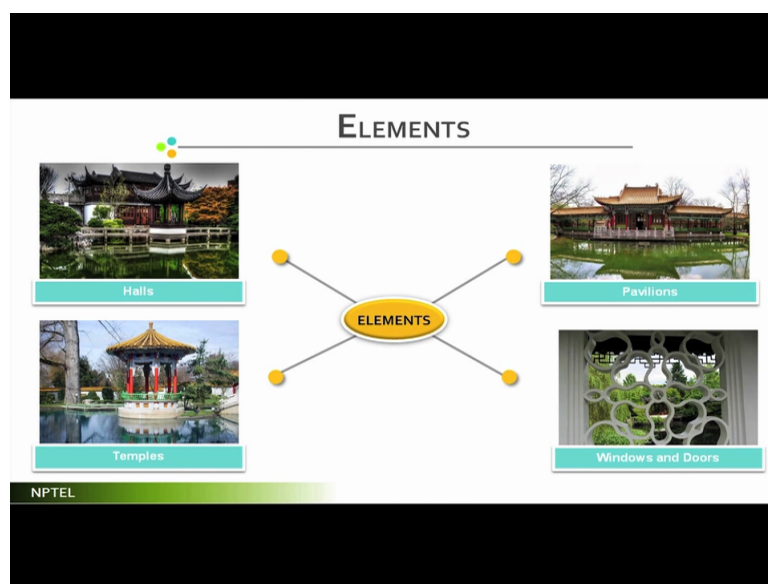 ELEMENTS
Halls
Pavilions
ELEMENTS
Temples
Windows and Doors
NPTEL